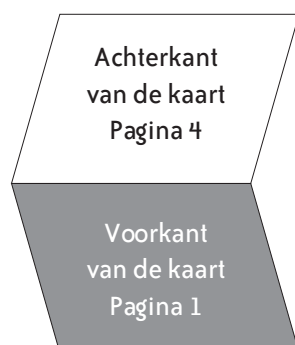 Achterkant
van de kaart
Pagina 4
Voorkant
van de kaart
Pagina 1